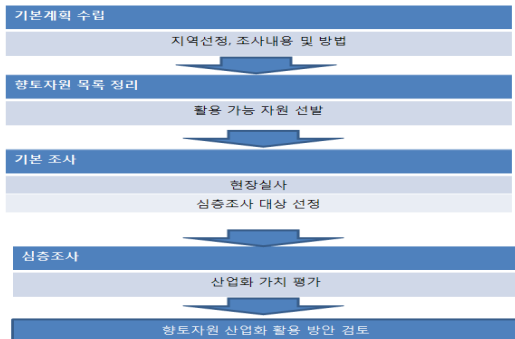 기본계획 수립
지역선정, 조사내용 및 방법
향토자원 목록 정리
활용 가능 자원 선발
기본 조사
현장실사
심층조사 대상 선정
심층조사
산업화 가치 평가
향토자원 산업화 활용 방안 검토